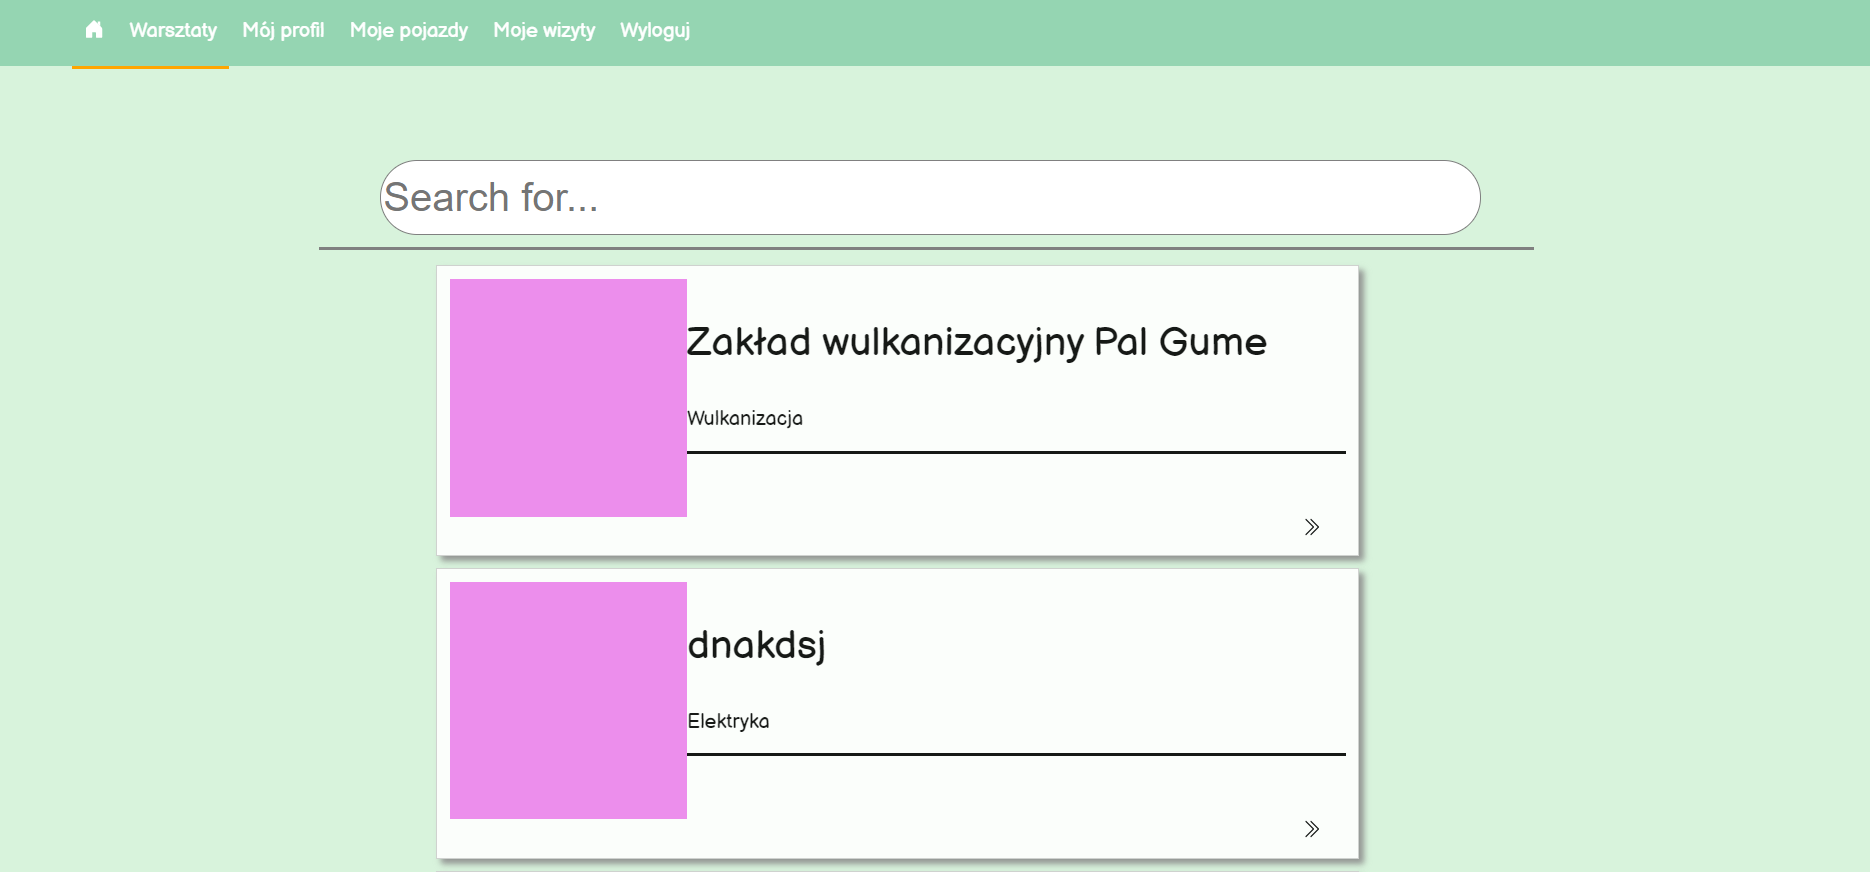 Warsztaty Mój profil Moje pojazdy Moje wizyty Wyloguj
Search for...
Zakład wulkanizacyjny Pal Gume
Wulkanizacja
dnakdsj
Elektryka